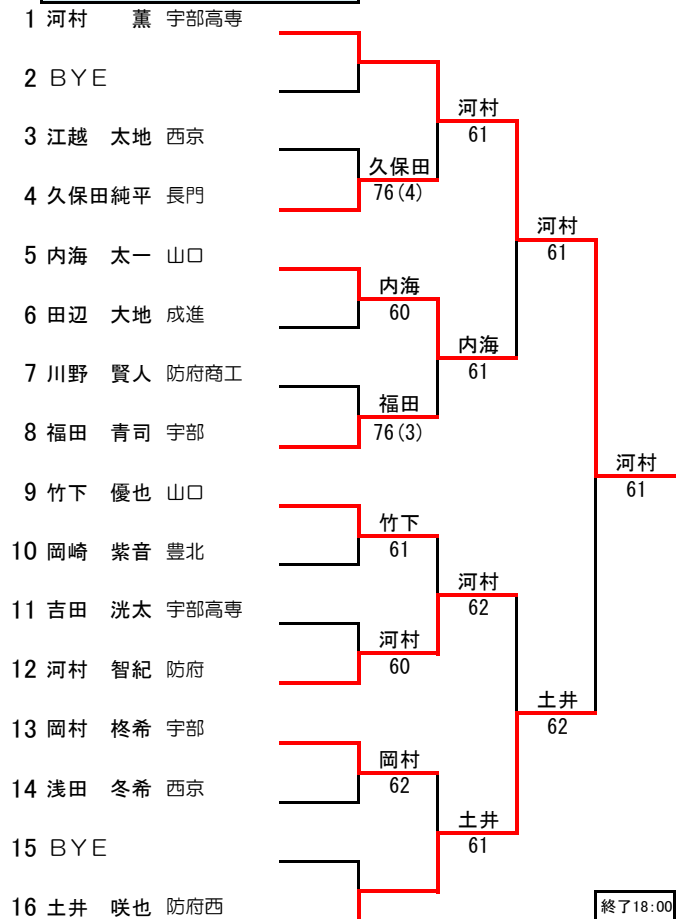 1 河村 薫 宇部高専
2 BYE
3 江越 太地 西京
4 久保田純平 長門
5 内海 太一 山口
6 田辺 大地 成進
7 川野 賢人 防府商工
8 福田 青司 宇部
9 竹下 優也 山口
10 岡崎 紫音 豊北
11 吉田 洸太 宇部高専
12 河村 智紀 防府
13 岡村 柊希 宇部
14 浅田 冬希 西京
15 BYE
16 土井 咲也 防府西
久保田
76(4)
内海
60
福田
76(3)
竹下
61
河村
60
岡村
62
河村
61
内海
61
河村
62
土井
61
河村
61
土井
62
河村
61
終了18:00